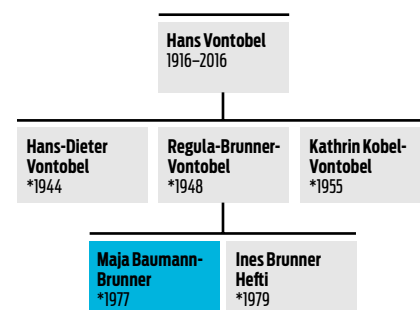 Hans Vontobel
1916–2016
Hans-Dieter
Vontobel
*1944
Regula-Brunner-
Vontobel
*1948
Kathrin Kobel-
Vontobel
*1955
Maja Baumann-
Brunner
*1977
Ines Brunner
Hefti
*1979